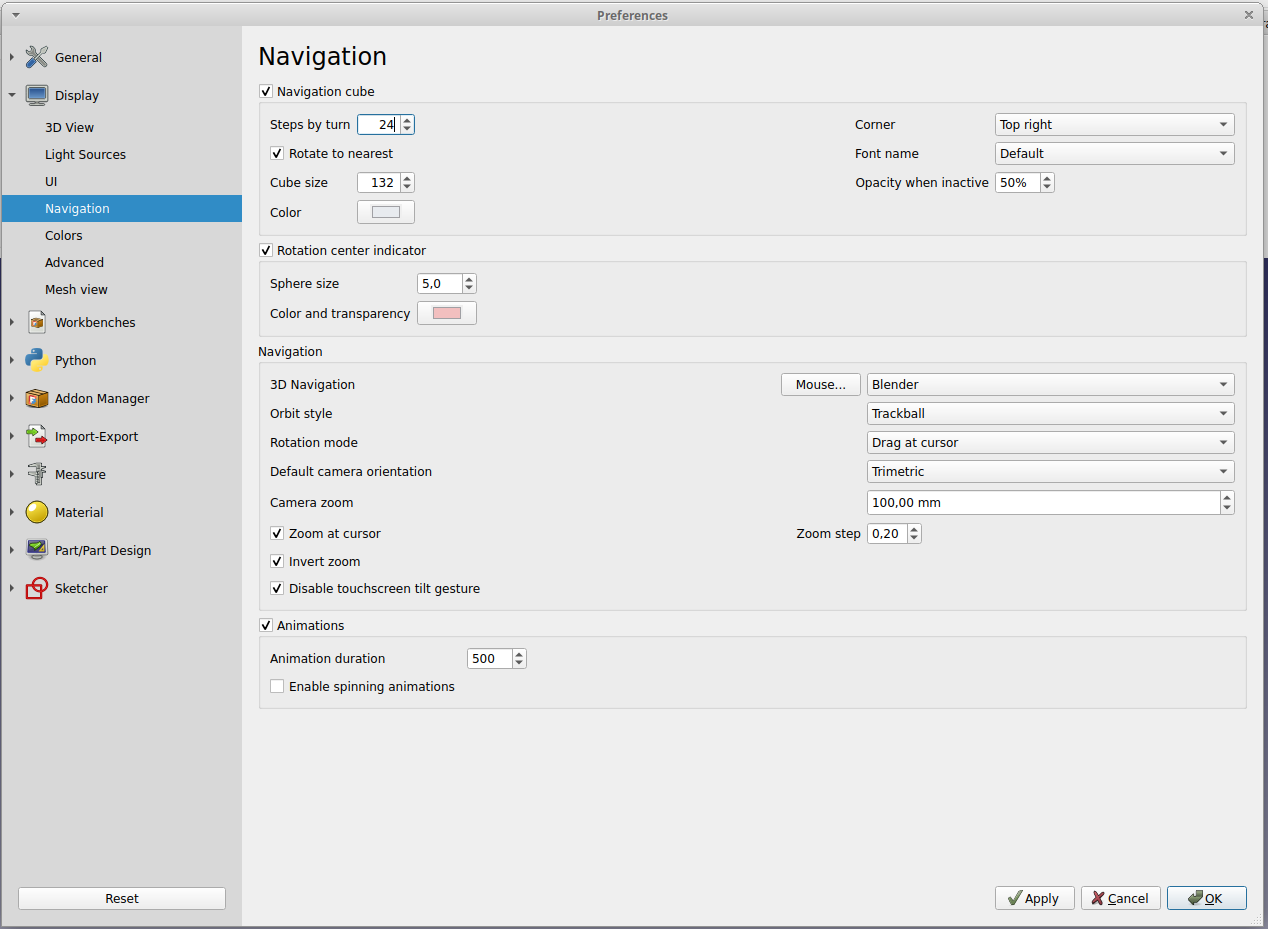 Preferences
General
Display
3D View
Light Sources
UI
Navigation
Colors
Advanced
Mesh view
Workbenches
Python
Addon Manager
Import-Export
Measure
Material
Part/Part Design
Sketcher
Reset
Navigation
Navigation cube
Steps by turn 24 Corner Top right
Rotate to nearest Font name Default
Cube size 132 Opacity when inactive 50%
Color
Rotation center indicator
Sphere size 5,0
Color and transparency
Navigation
3D Navigation Mouse... Blender
Orbit style Trackball
Rotation mode Drag at cursor
Default camera orientation Trimetric
Camera zoom 100,00 mm
Zoom at cursor Zoom step 0,20
Invert zoom
Disable touchscreen tilt gesture
Animations
Animation duration 500
Enable spinning animations
Apply Cancel OK